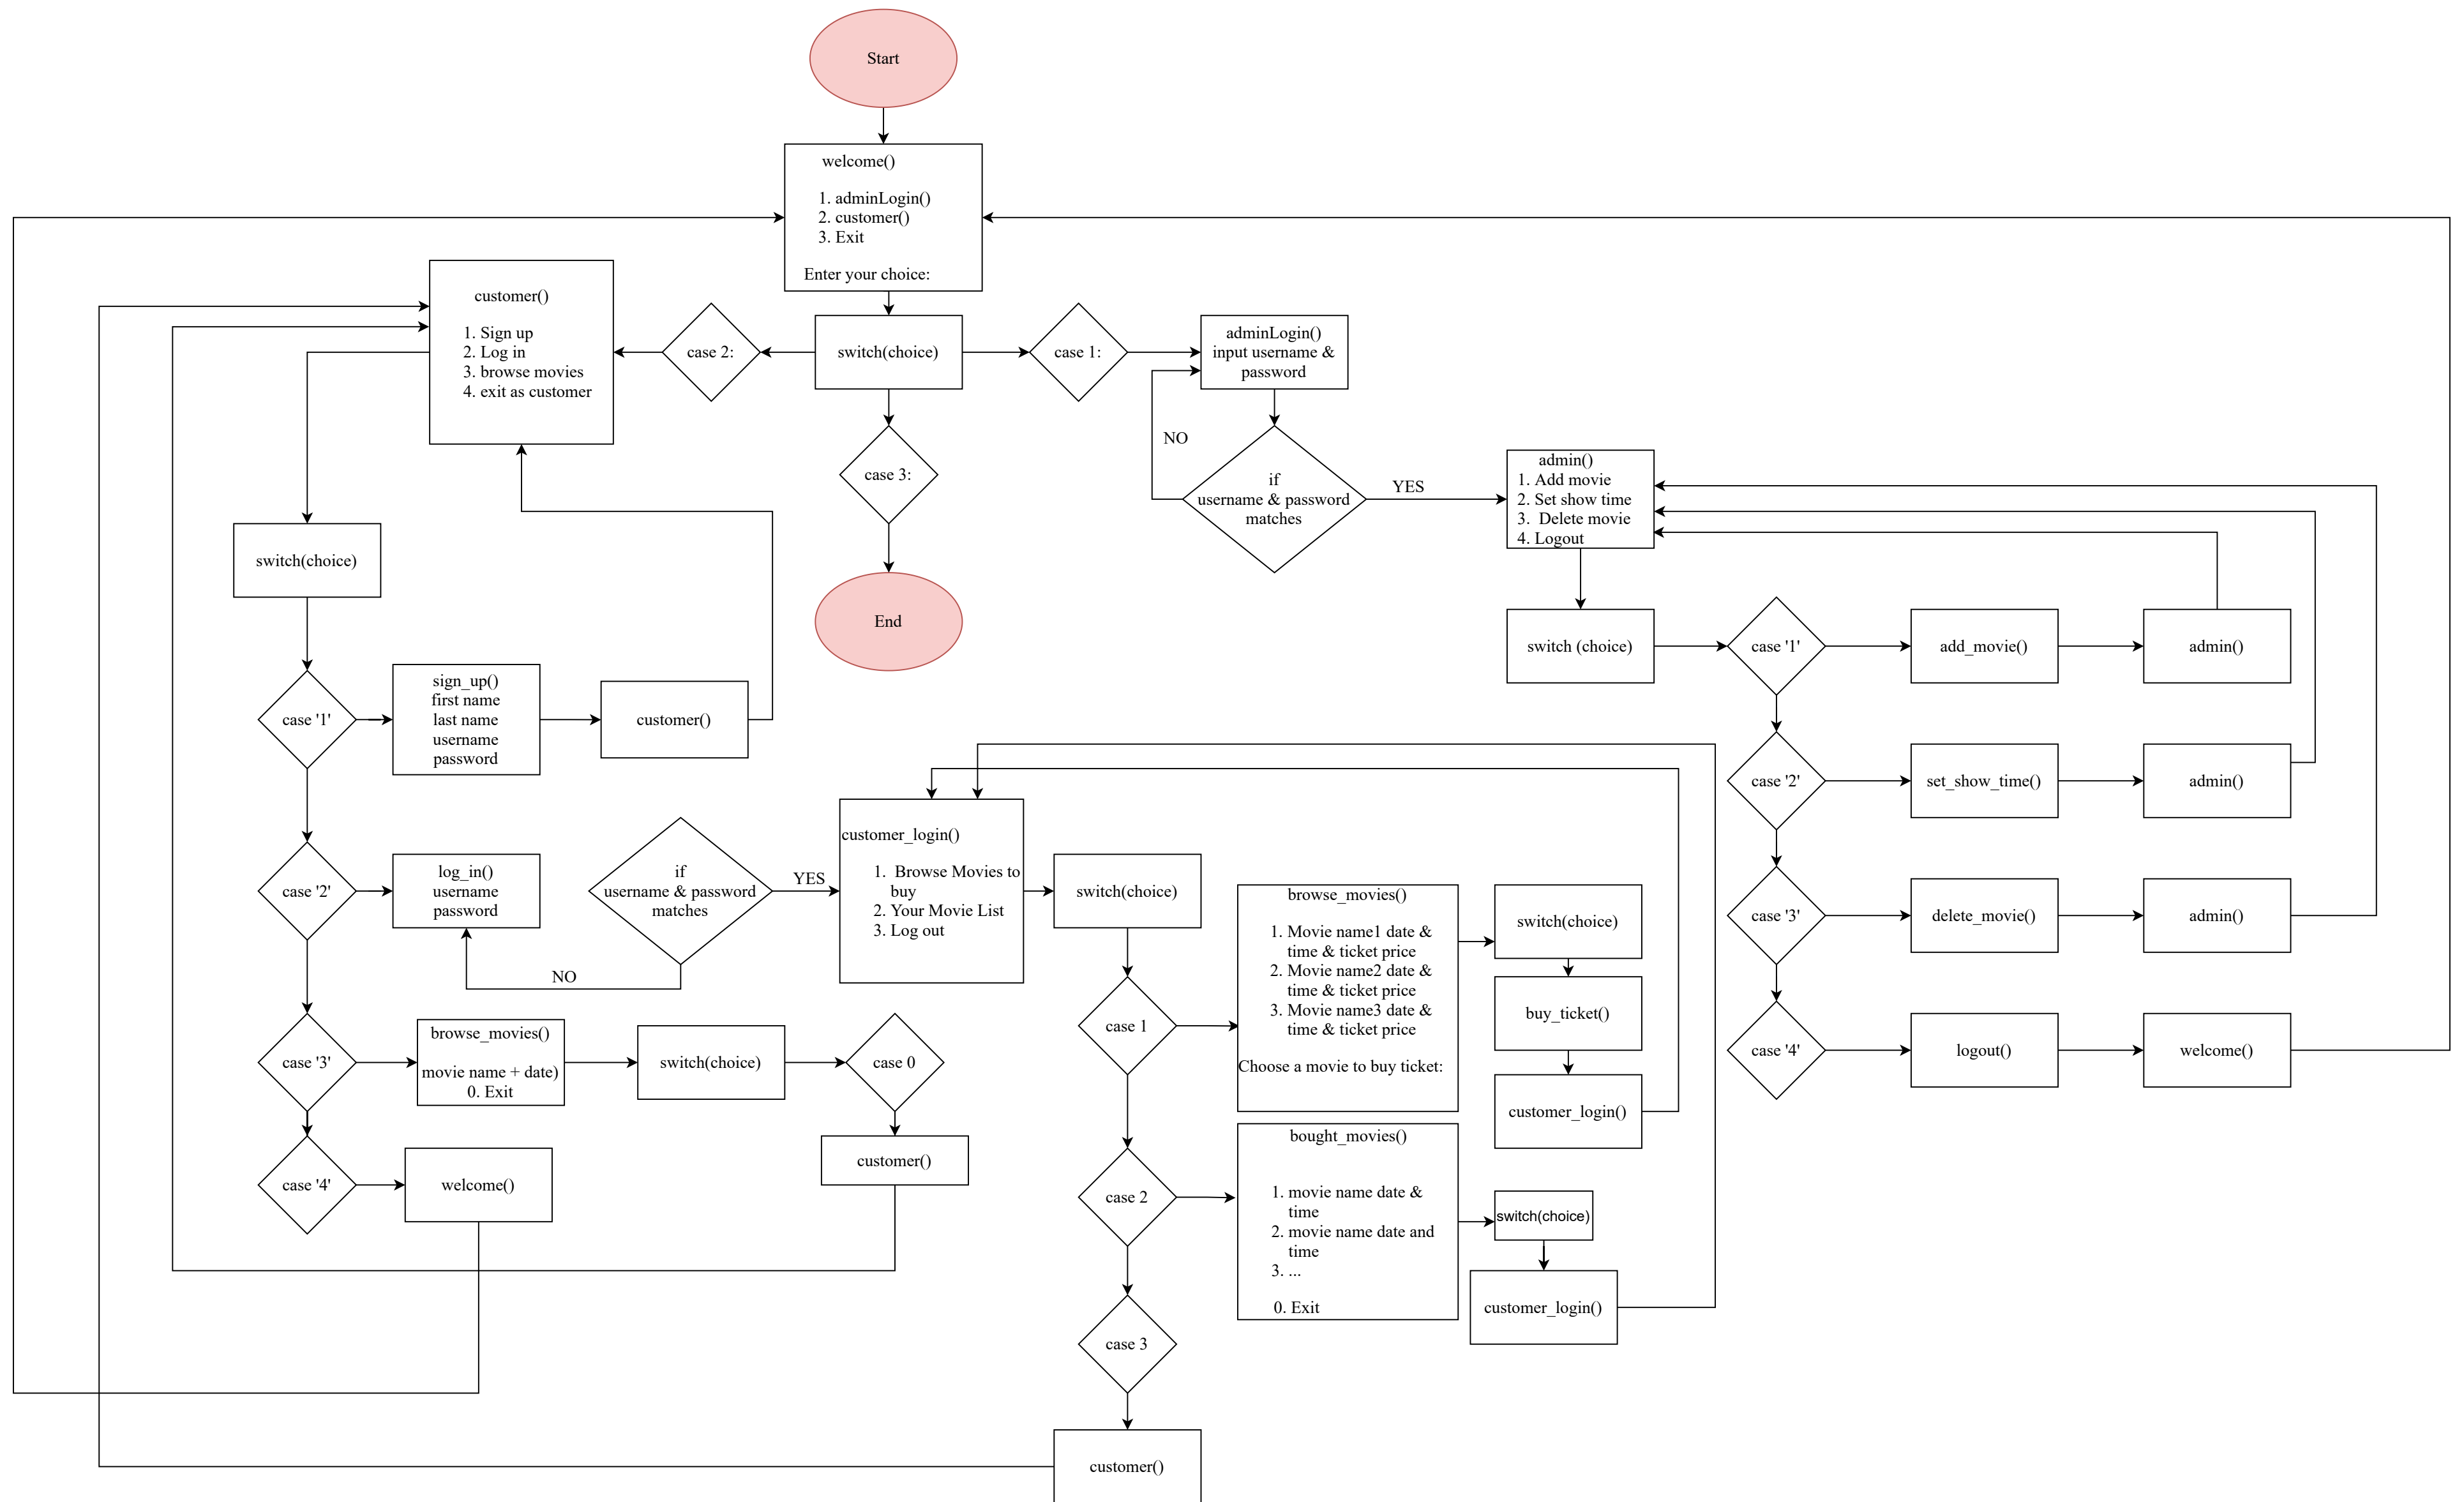 Start
welcome()
1. adminLogin()
2. customer()
3. Exit
Enter your choice:
customer()
1. Sign up
2. Log in
3. browse movies
4. exit as customer
case 2:
switch(choice)
case 1:
adminLogin()
input username &
password
NO
case 3:
if
username & password
matches
YES
admin()
1. Add movie
2. Set show time
3. Delete movie
4. Logout
switch(choice)
End
switch (choice)
case '1'
add_movie()
admin()
case '1'
sign_up()
first name
last name
username
password
customer()
case '2'
set_show_time()
admin()
case '2'
log_in()
username
password
if
username & password
matches
YES
NO
customer_login()
1. Browse Movies to
buy
2. Your Movie List
3. Log out
switch(choice)
case 1
browse_movies()
1. Movie name1 date &
time & ticket price
2. Movie name2 date &
time & ticket price
3. Movie name3 date &
time & ticket price
Choose a movie to buy ticket:
switch(choice)
buy_ticket()
customer_login()
case '3'
delete_movie()
admin()
case '4'
logout()
welcome()
case '3'
browse_movies()
movie name + date)
0. Exit
switch(choice)
case 0
customer()
case '4'
welcome()
case 2
bought_movies()
1. movie name date &
time
2. movie name date and
time
3. ...
0. Exit
switch(choice)
customer_login()
case 3
customer()